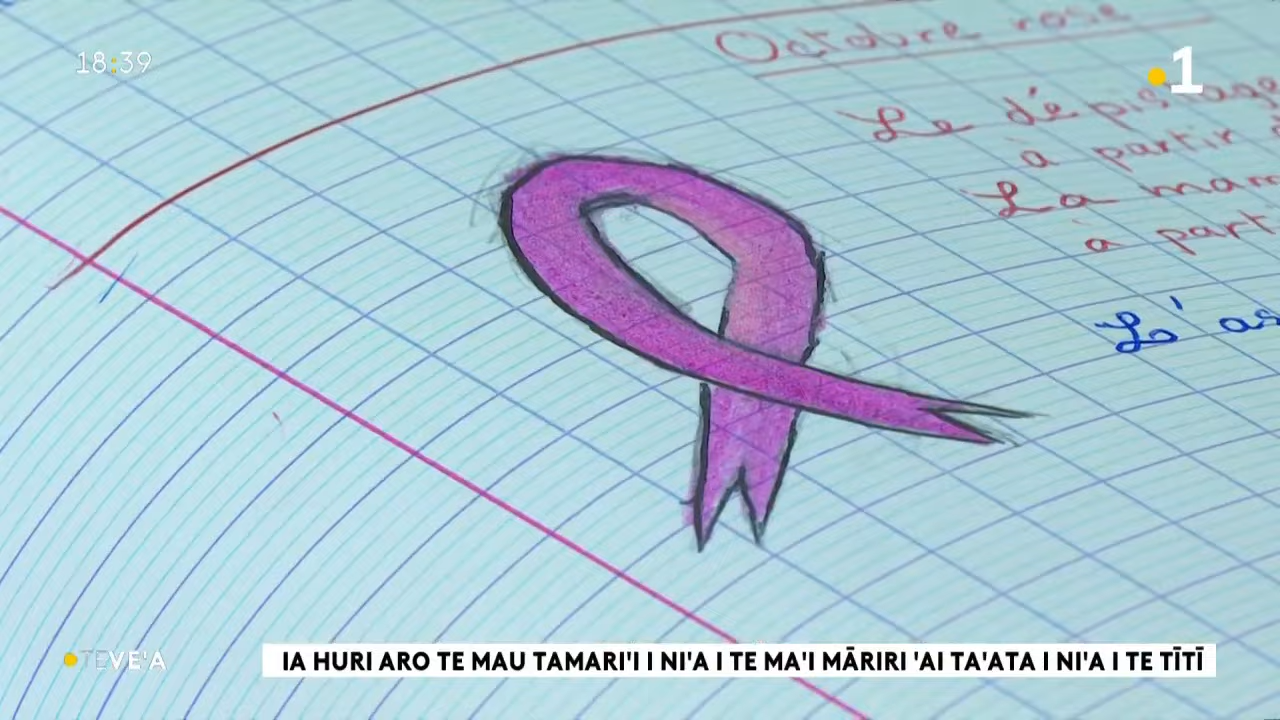 18:39
1
Octobre rose
Le dépistage
à partir
La mam
à part
L'as
TEVE'A
IA HURI ARO TE MAU TAMARI'I I NI'A I TE MA'I MĀRIRI 'AI TA'ATA I NI'A I TE TĪTĪ